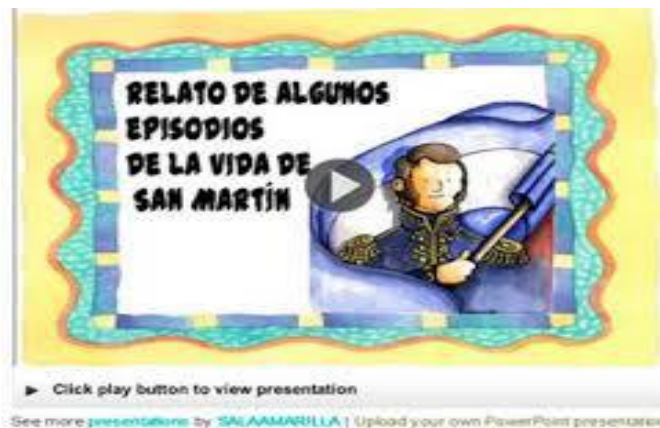 RELATO DE ALGUNOS
EPISODIOS
DE LA VIDA DE
SAN MARTÍN
Click play button to view presentation
See more presentations by SALAAMARILLA | Upload your own PowerPoint presentation